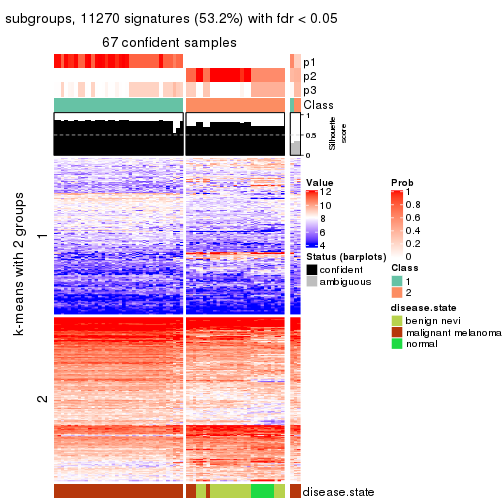 subgroups, 11270 signatures (53.2%) with fdr < 0.05
67 confident samples
p1
p2
p3
Class
1
0.5
0
Silhouette
score
k-means with 2 groups
1
2
Value
12
10
8
6
4
Status (barplots)
confident
ambiguous
Prob
1
0.8
0.6
0.4
0.2
0
Class
1
2
disease.state
benign nevi
malignant melanoma
normal
disease.state